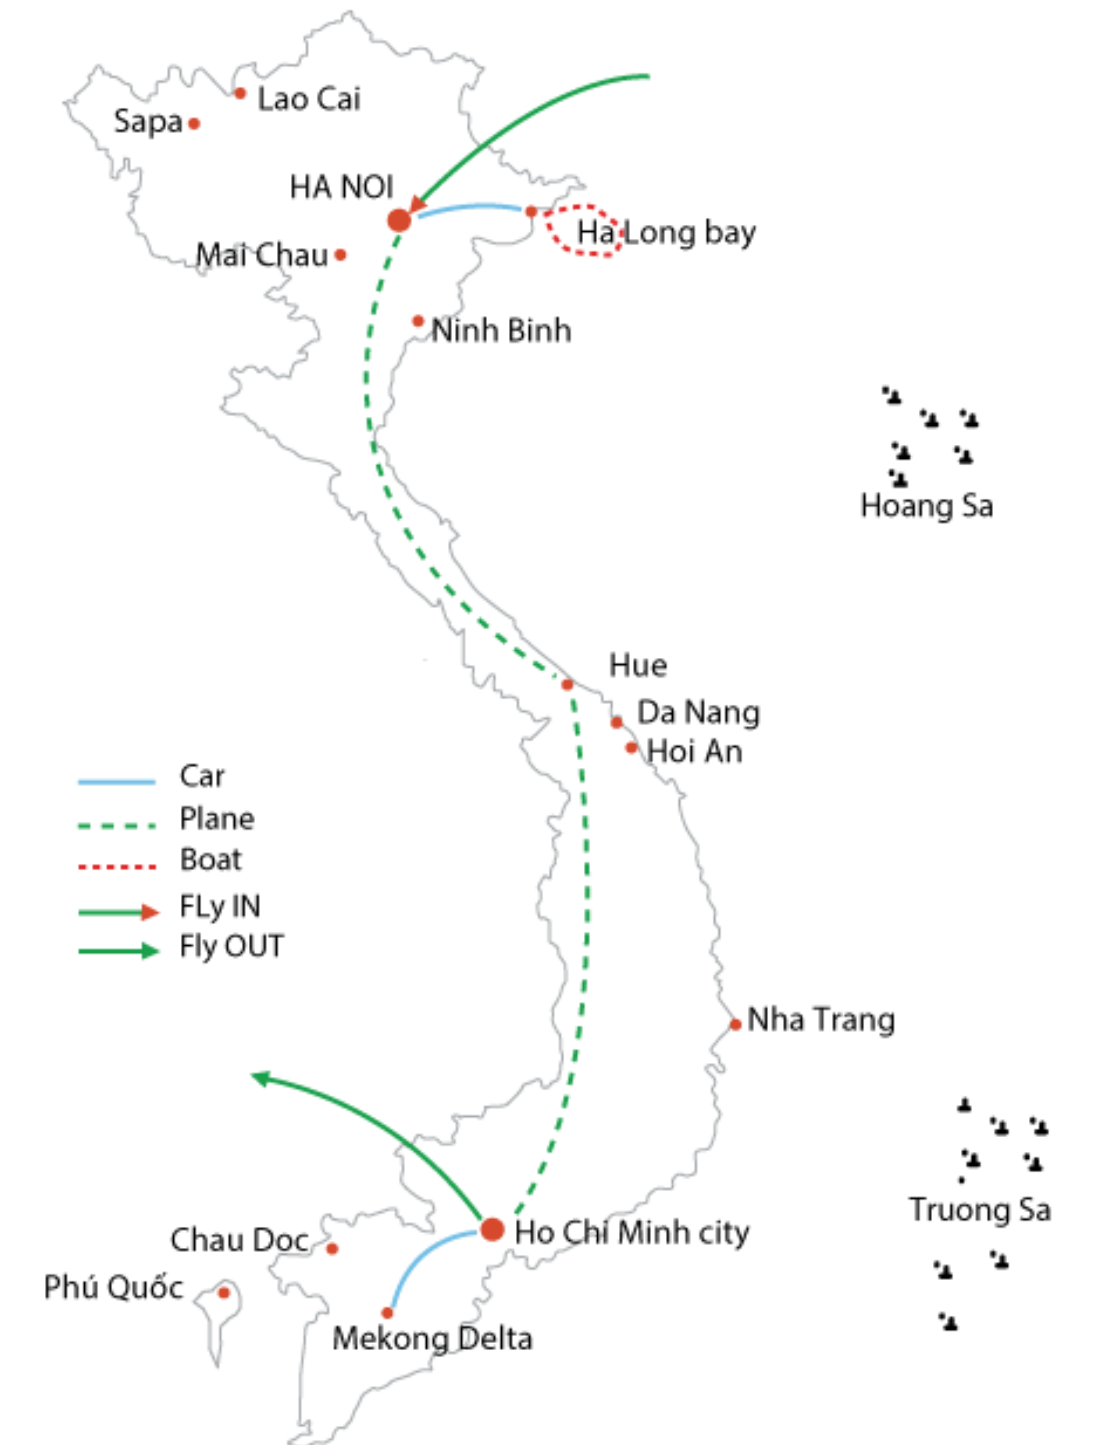 Lao Cai
Sapa
HA NOI
Ha Long bay
Mai Chau
Ninh Binh
Hoang Sa
Hue
Da Nang
Hoi An
Car
Plane
Boat
FLy IN
Fly OUT
Nha Trang
Truong Sa
Ho Chi Minh city
Chau Doc
Phú Quốc
Mekong Delta